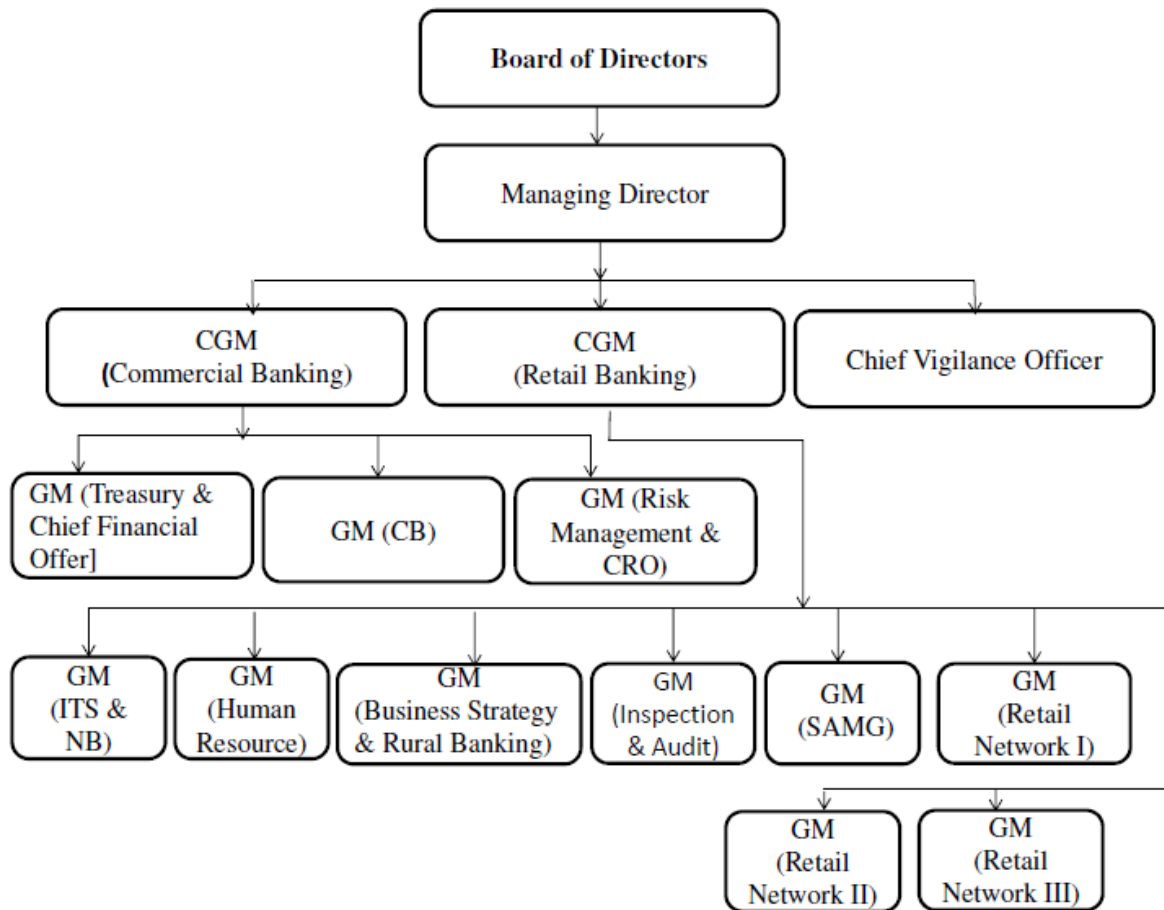 Board of Directors
Managing Director
CGM
(Commercial Banking)
CGM
(Retail Banking)
Chief Vigilance Officer
GM (Treasury &
Chief Financial
Offer]
GM (CB)
GM (Risk
Management &
CRO)
GM
(ITS &
NB)
GM
(Human
Resource)
GM
(Business Strategy
& Rural Banking)
GM
(Inspection
& Audit)
GM
(SAMG)
GM
(Retail
Network I)
GM
(Retail
Network II)
GM
(Retail
Network III)